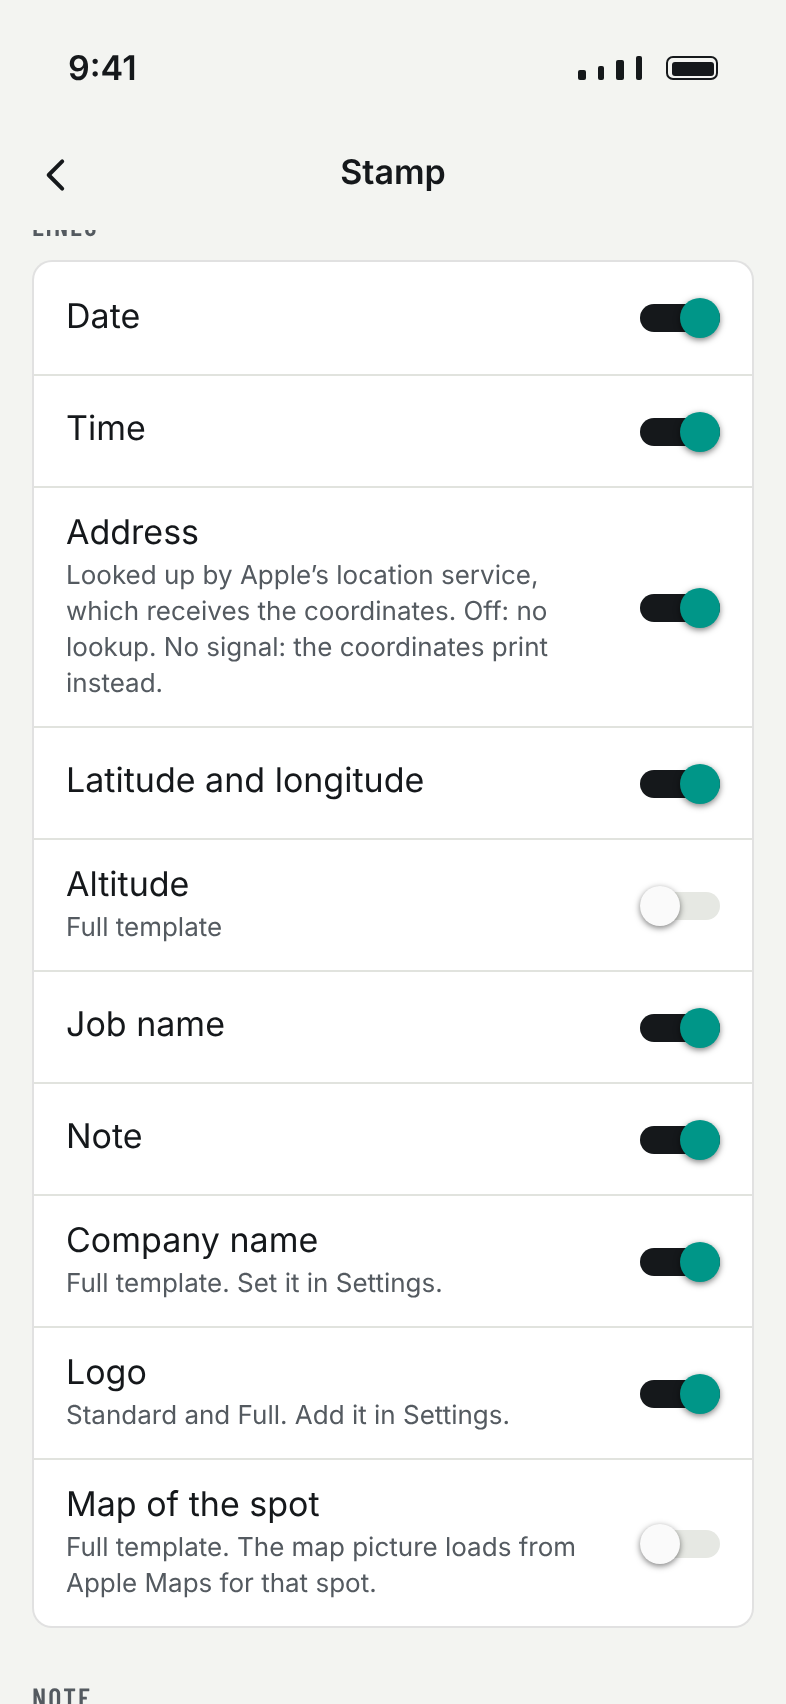 9:41
Stamp
LINES
Date
Time
Address
Looked up by Apple’s location service,
which receives the coordinates. Off: no
lookup. No signal: the coordinates print
instead.
Latitude and longitude
Altitude
Full template
Job name
Note
Company name
Full template. Set it in Settings.
Logo
Standard and Full. Add it in Settings.
Map of the spot
Full template. The map picture loads from
Apple Maps for that spot.
NOTE